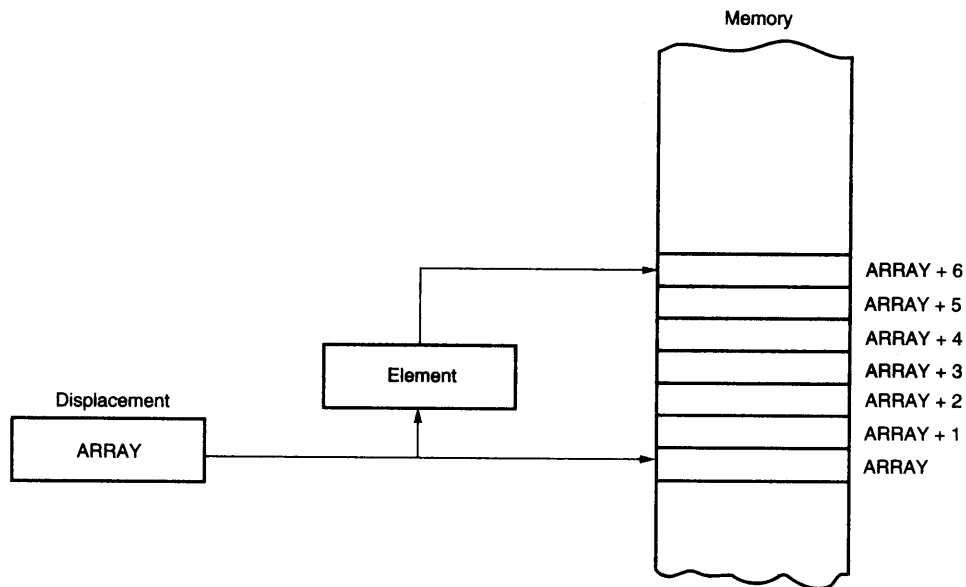 Memory
ARRAY + 6
ARRAY + 5
ARRAY + 4
Element
ARRAY + 3
Displacement
ARRAY + 2
ARRAY
ARRAY + 1
ARRAY